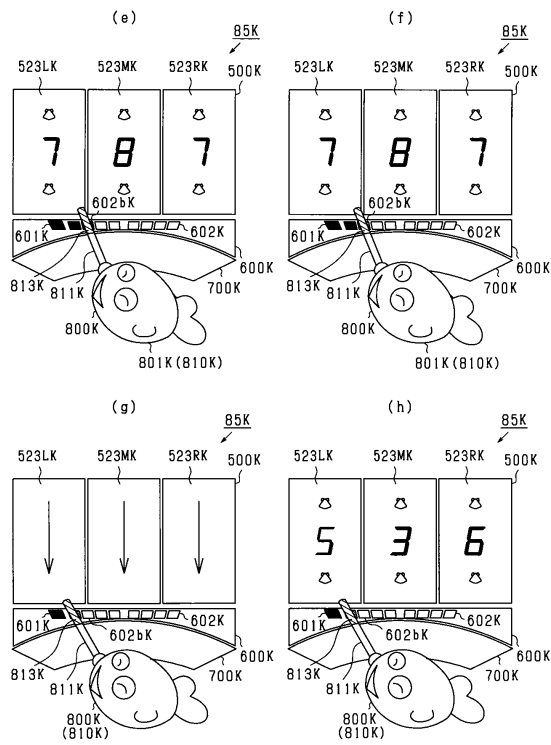 (e)
85K
523LK 523MK 523RK 500K
7 8 7
602bK
601K 602K
600K
813K 811K 700K
800K
801K(810K)
(f)
85K
523LK 523MK 523RK 500K
7 8 7
602bK
601K 602K
600K
813K 811K 700K
800K
801K(810K)
(g)
85K
523LK 523MK 523RK 500K
601K 602K
602bK 600K
813K 811K 700K
800K
(810K)
(h)
85K
523LK 523MK 523RK 500K
5 3 6
601K 602K
602bK 600K
813K 811K 700K
800K
(810K)